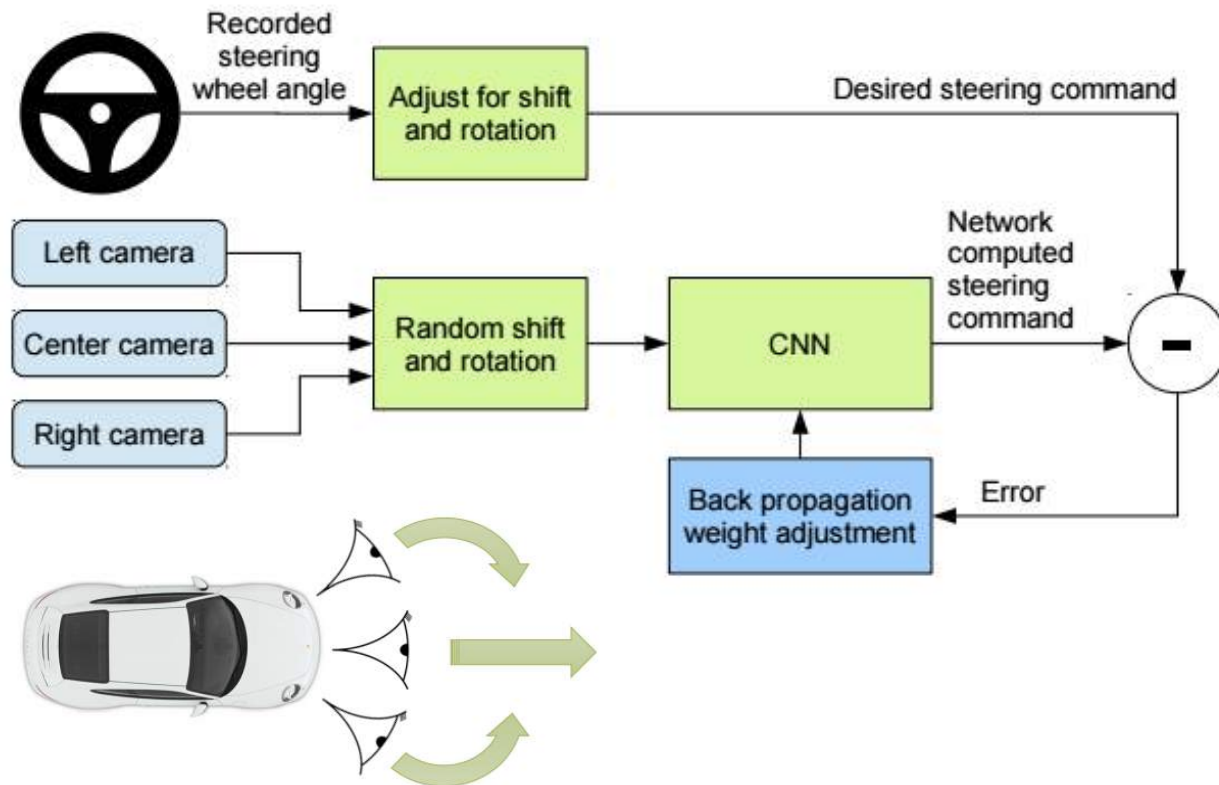 Recorded
steering
wheel angle
Adjust for shift
and rotation
Desired steering command
Left camera
Center camera
Right camera
Random shift
and rotation
CNN
Network
computed
steering
command
-
Back propagation
weight adjustment
Error